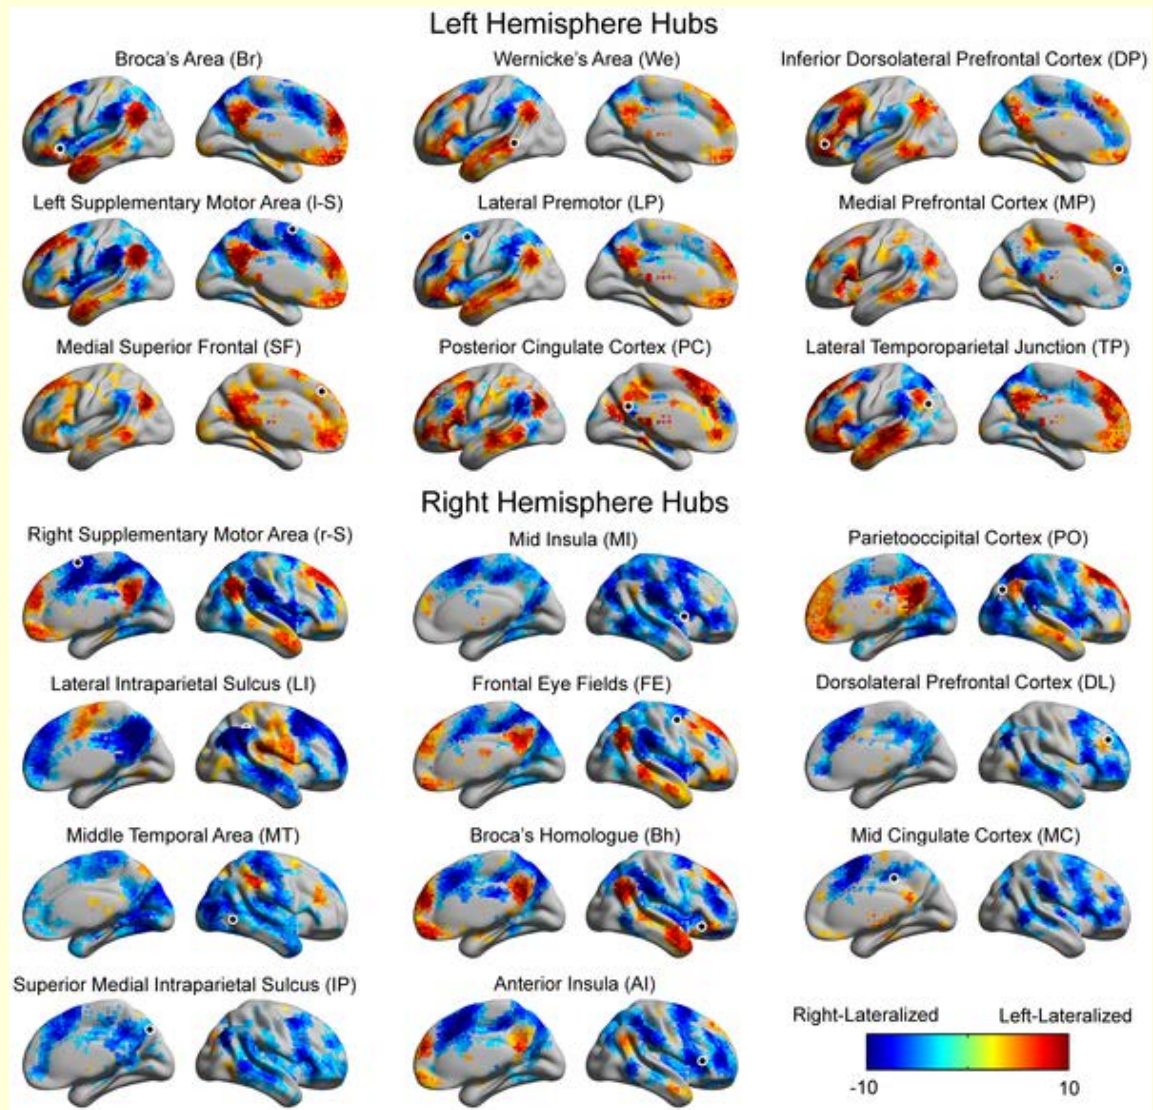 Left Hemisphere Hubs
Broca's Area (Br)
Wernicke's Area (We)
Inferior Dorsolateral Prefrontal Cortex (DP)
Left Supplementary Motor Area (l-S)
Lateral Premotor (LP)
Medial Prefrontal Cortex (MP)
Medial Superior Frontal (SF)
Posterior Cingulate Cortex (PC)
Lateral Temporoparietal Junction (TP)
Right Hemisphere Hubs
Right Supplementary Motor Area (r-S)
Mid Insula (MI)
Parietooccipital Cortex (PO)
Lateral Intraparietal Sulcus (LI)
Frontal Eye Fields (FE)
Dorsolateral Prefrontal Cortex (DL)
Middle Temporal Area (MT)
Broca's Homologue (Bh)
Mid Cingulate Cortex (MC)
Superior Medial Intraparietal Sulcus (IP)
Anterior Insula (AI)
Right-Lateralized
Left-Lateralized
-10
10